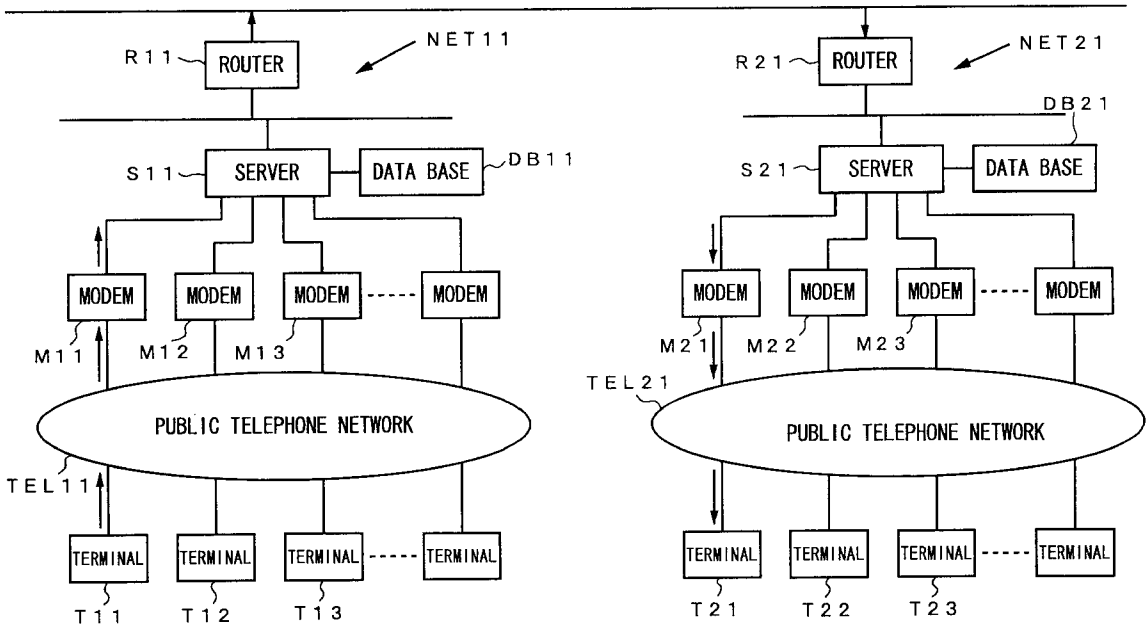 R11
ROUTER
NET11
R21
ROUTER
NET21
S11
SERVER
DATA BASE
DB11
S21
SERVER
DATA BASE
DB21
MODEM
MODEM
MODEM
MODEM
M11
M12
M13
MODEM
MODEM
MODEM
MODEM
M21
M22
M23
PUBLIC TELEPHONE NETWORK
TEL11
TEL21
PUBLIC TELEPHONE NETWORK
TERMINAL
TERMINAL
TERMINAL
TERMINAL
T11
T12
T13
TERMINAL
TERMINAL
TERMINAL
TERMINAL
T21
T22
T23